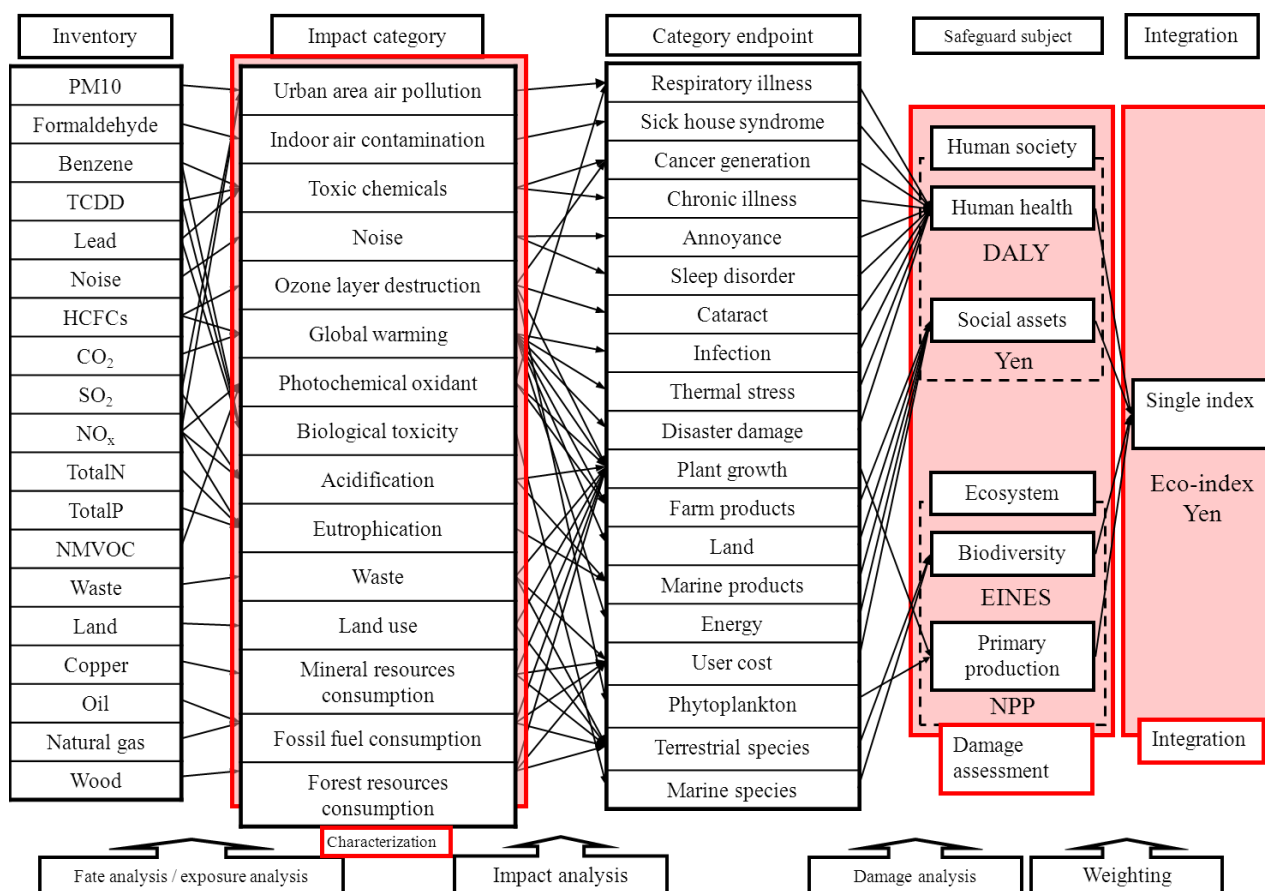 Inventory
Impact category
Category endpoint
Safeguard subject
Integration
PM10
Formaldehyde
Benzene
TCDD
Lead
Noise
HCFCs
CO₂
SO₂
NOₓ
TotalN
TotalP
NMVOC
Waste
Land
Copper
Oil
Natural gas
Wood
Urban area air pollution
Indoor air contamination
Toxic chemicals
Noise
Ozone layer destruction
Global warming
Photochemical oxidant
Biological toxicity
Acidification
Eutrophication
Waste
Land use
Mineral resources
consumption
Fossil fuel consumption
Forest resources
consumption
Characterization
Respiratory illness
Sick house syndrome
Cancer generation
Chronic illness
Annoyance
Sleep disorder
Cataract
Infection
Thermal stress
Disaster damage
Plant growth
Farm products
Land
Marine products
Energy
User cost
Phytoplankton
Terrestrial species
Marine species
Human society
Human health
DALY
Social assets
Yen
Ecosystem
Biodiversity
EINES
Primary
production
NPP
Damage
assessment
Single index
Eco-index
Yen
Integration
Fate analysis / exposure analysis
Impact analysis
Damage analysis
Weighting